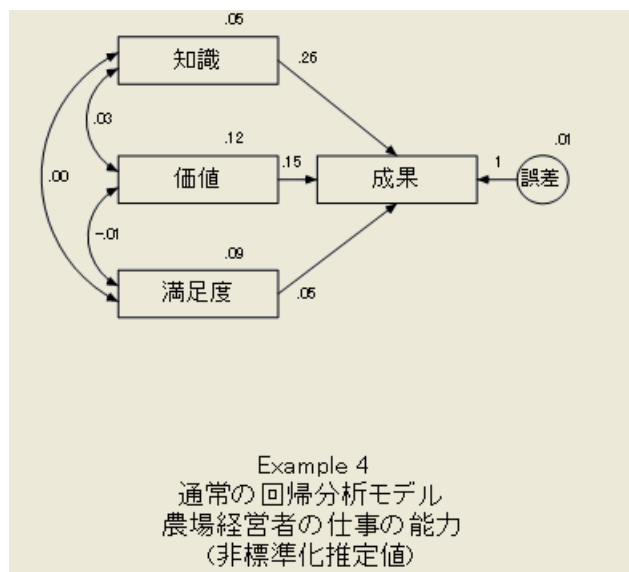 .05
知識
.26
.03
.12
.01
.00
価値
.15
成果
1
誤差
-.01
.09
満足度
.05
Example 4
通常の回帰分析モデル
農場経営者の仕事の能力
(非標準化推定値)